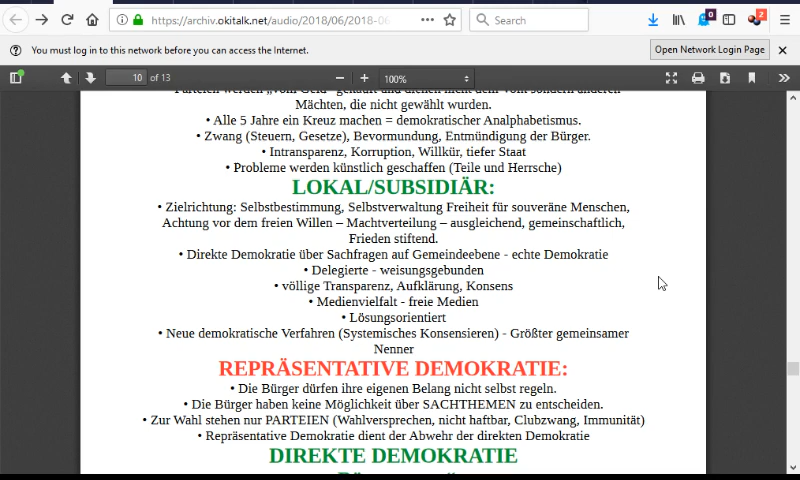 https://archiv.okitalk.net/audio/2018/06/2018-06
Search
0
2
You must log in to this network before you can access the Internet.
Open Network Login Page
10 of 13
100%
Mächten, die nicht gewählt wurden.
• Alle 5 Jahre ein Kreuz machen = demokratischer Analphabetismus.
• Zwang (Steuern, Gesetze), Bevormundung, Entmündigung der Bürger.
• Intransparenz, Korruption, Willkür, tiefer Staat
• Probleme werden künstlich geschaffen (Teile und Herrsche)
LOKAL/SUBSIDIÄR:
• Zielrichtung: Selbstbestimmung, Selbstverwaltung Freiheit für souveräne Menschen,
Achtung vor dem freien Willen – Machtverteilung – ausgleichend, gemeinschaftlich,
Frieden stiftend.
• Direkte Demokratie über Sachfragen auf Gemeindeebene - echte Demokratie
• Delegierte - weisungsgebunden
• völlige Transparenz, Aufklärung, Konsens
• Medienvielfalt - freie Medien
• Lösungsorientiert
• Neue demokratische Verfahren (Systemisches Konsensieren) - Größter gemeinsamer
Nenner
REPRÄSENTATIVE DEMOKRATIE:
• Die Bürger dürfen ihre eigenen Belang nicht selbst regeln.
• Die Bürger haben keine Möglichkeit über SACHTHEMEN zu entscheiden.
• Zur Wahl stehen nur PARTEIEN (Wahlversprechen, nicht haftbar, Clubzwang, Immunität)
• Repräsentative Demokratie dient der Abwehr der direkten Demokratie
DIREKTE DEMOKRATIE